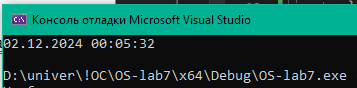 Консоль отладки Microsoft Visual Studio
02.12.2024 00:05:32
D:\univer\!OC\OS-lab7\x64\Debug\OS-lab7.exe